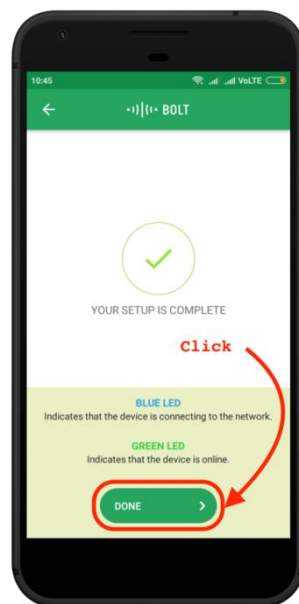 10:45 VoLTE
BOLT
YOUR SETUP IS COMPLETE
Click
BLUE LED
Indicates that the device is connecting to the network.
GREEN LED
Indicates that the device is online.
DONE